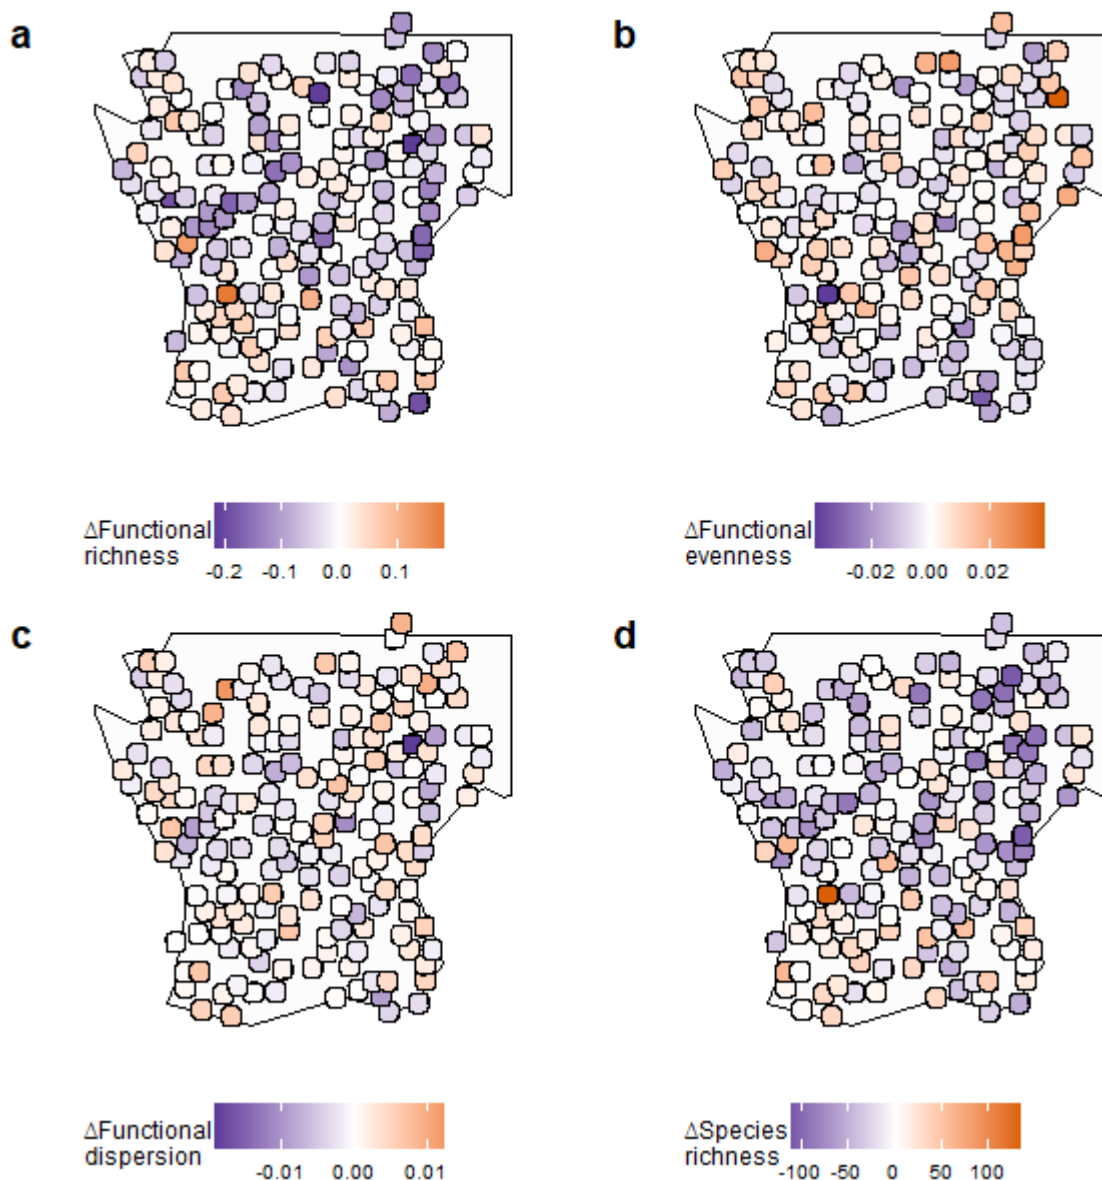 a
b
ΔFunctional
richness
-0.2 -0.1 0.0 0.1
ΔFunctional
evenness
-0.02 0.00 0.02
c
d
ΔFunctional
dispersion
-0.01 0.00 0.01
ΔSpecies
richness
-100 -50 0 50 100